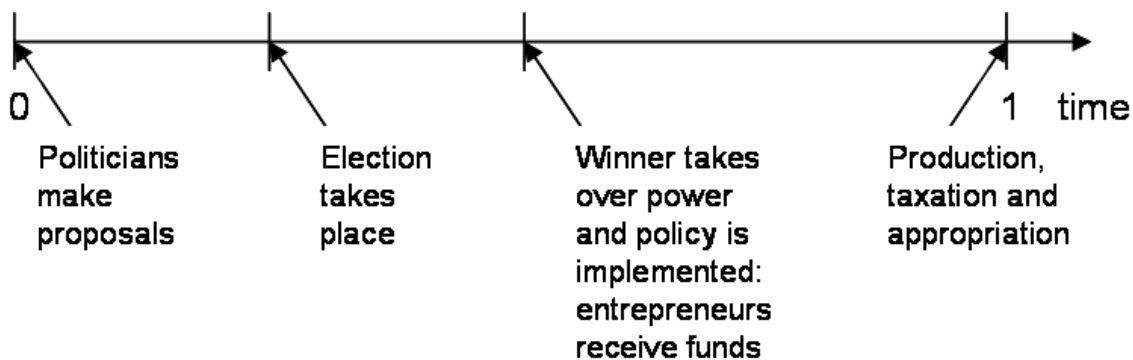 0
1 time
Politicians
make
proposals
Election
takes
place
Winner takes
over power
and policy is
implemented:
entrepreneurs
receive funds
Production,
taxation and
appropriation